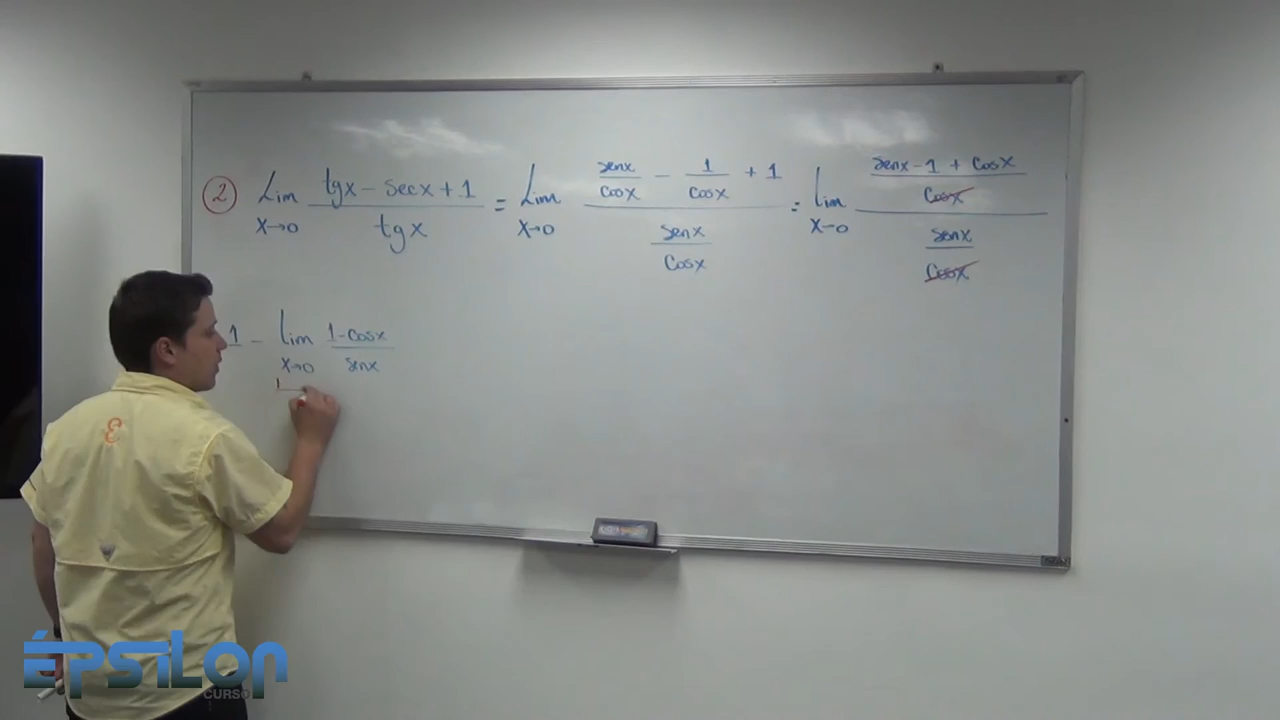 2) Lim x→0 (tgx - secx + 1)/(tgx) = Lim x→0 (senx/cosx - 1/cosx + 1)/(senx/cosx) = Lim x→0 ((senx - 1 + cosx)/cosx)/(senx/cosx)
1 - Lim x→0 (1-cosx)/(senx)
ÉPSILON
CURSO